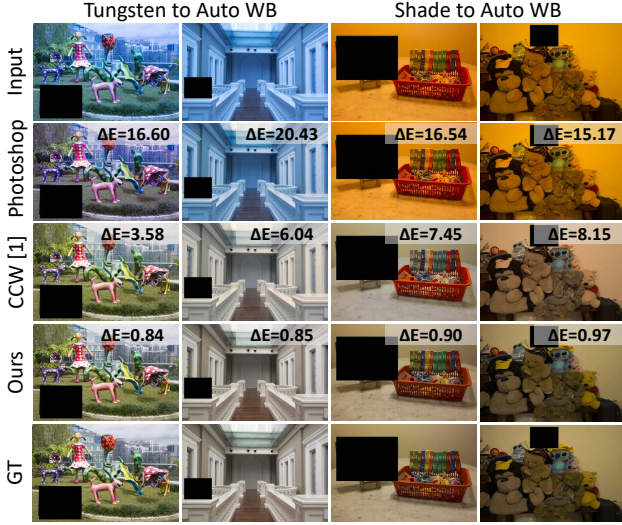 Tungsten to Auto WB
Shade to Auto WB
Input
Photoshop
ΔE=16.60
ΔE=20.43
ΔE=16.54
ΔE=15.17
CCW [1]
ΔE=3.58
ΔE=6.04
ΔE=7.45
ΔE=8.15
Ours
ΔE=0.84
ΔE=0.85
ΔE=0.90
ΔE=0.97
GT